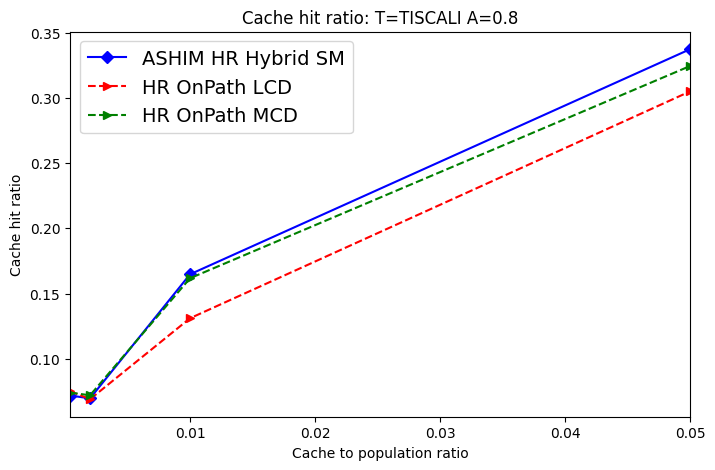 Cache hit ratio: T=TISCALI A=0.8
0.35
0.30
0.25
0.20
0.15
0.10
Cache hit ratio
ASHIM HR Hybrid SM
HR OnPath LCD
HR OnPath MCD
0.01 0.02 0.03 0.04 0.05
Cache to population ratio